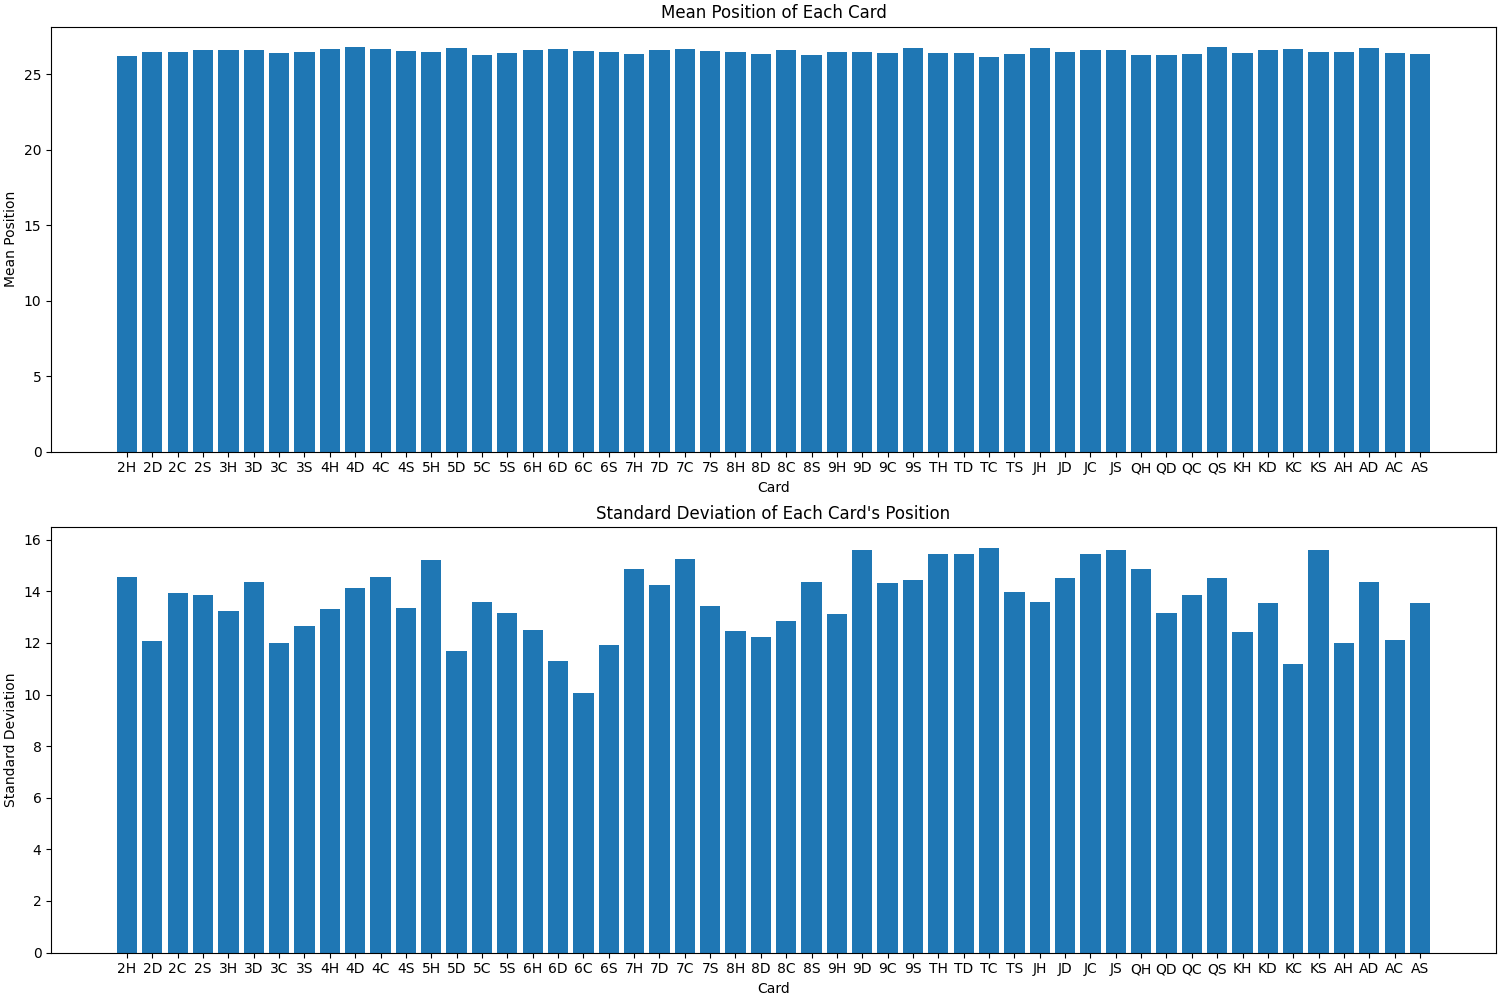 Mean Position of Each Card
Mean Position
25
20
15
10
5
0
2H 2D 2C 2S 3H 3D 3C 3S 4H 4D 4C 4S 5H 5D 5C 5S 6H 6D 6C 6S 7H 7D 7C 7S 8H 8D 8C 8S 9H 9D 9C 9S TH TD TC TS JH JD JC JS QH QD QC QS KH KD KC KS AH AD AC AS
Card
Standard Deviation of Each Card's Position
Standard Deviation
16
14
12
10
8
6
4
2
0
2H 2D 2C 2S 3H 3D 3C 3S 4H 4D 4C 4S 5H 5D 5C 5S 6H 6D 6C 6S 7H 7D 7C 7S 8H 8D 8C 8S 9H 9D 9C 9S TH TD TC TS JH JD JC JS QH QD QC QS KH KD KC KS AH AD AC AS
Card